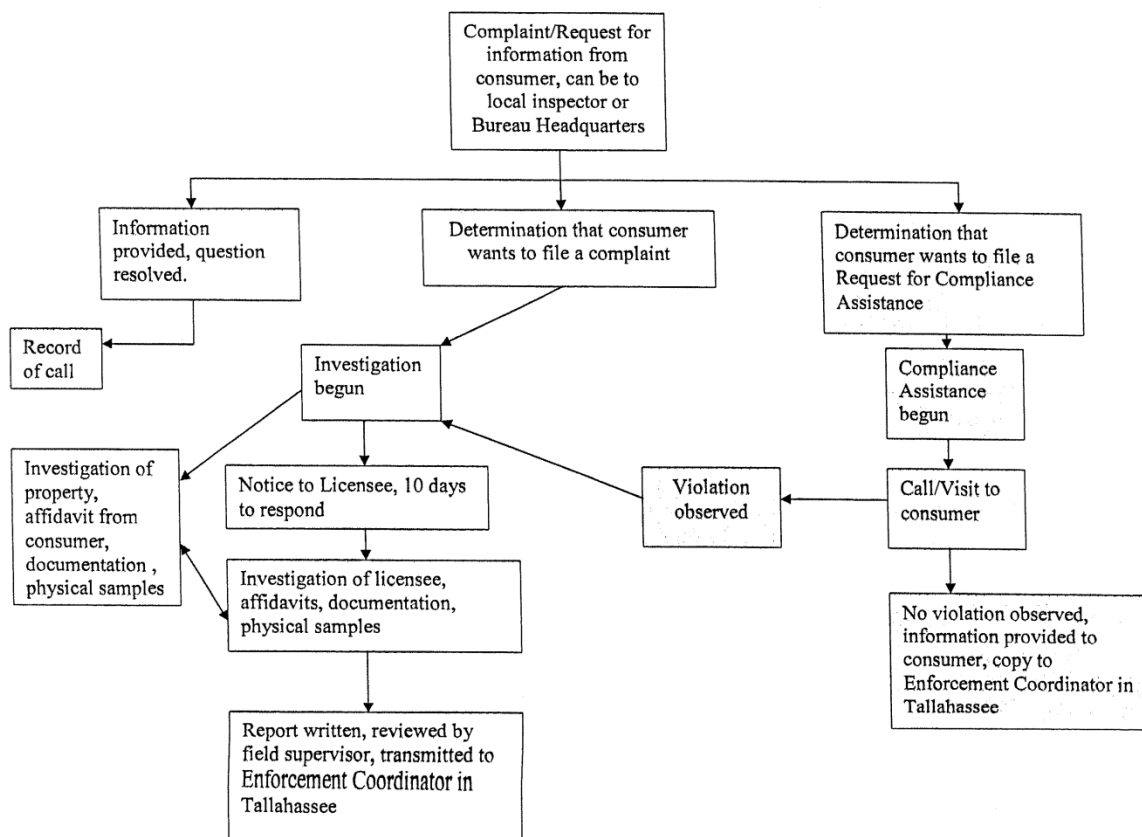 Complaint/Request for
information from
consumer, can be to
local inspector or
Bureau Headquarters
Information
provided, question
resolved.
Determination that consumer
wants to file a complaint
Determination that
consumer wants to file a
Request for Compliance
Assistance
Record
of call
Investigation
begun
Compliance
Assistance
begun
Investigation of
property,
affidavit from
consumer,
documentation ,
physical samples
Notice to Licensee, 10 days
to respond
Violation
observed
Call/Visit to
consumer
Investigation of licensee,
affidavits, documentation,
physical samples
No violation observed,
information provided to
consumer, copy to
Enforcement Coordinator in
Tallahassee
Report written, reviewed by
field supervisor, transmitted to
Enforcement Coordinator in
Tallahassee